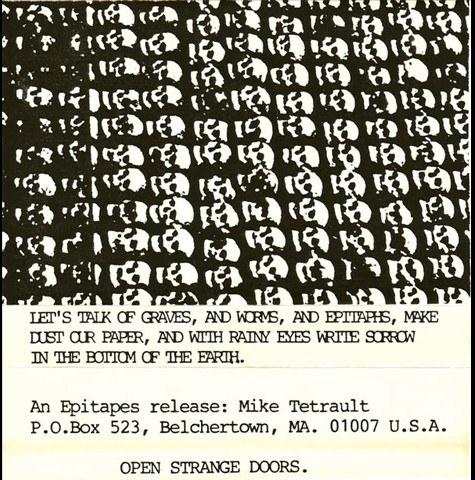 LET'S TALK OF GRAVES, AND WORMS, AND EPITAPHS, MAKE
DUST OUR PAPER, AND WITH RAINY EYES WRITE SORROW
IN THE BOTTOM OF THE EARTH.
An Epitapes release: Mike Tetrault
P.O.Box 523, Belchertown, MA. 01007 U.S.A.
OPEN STRANGE DOORS.